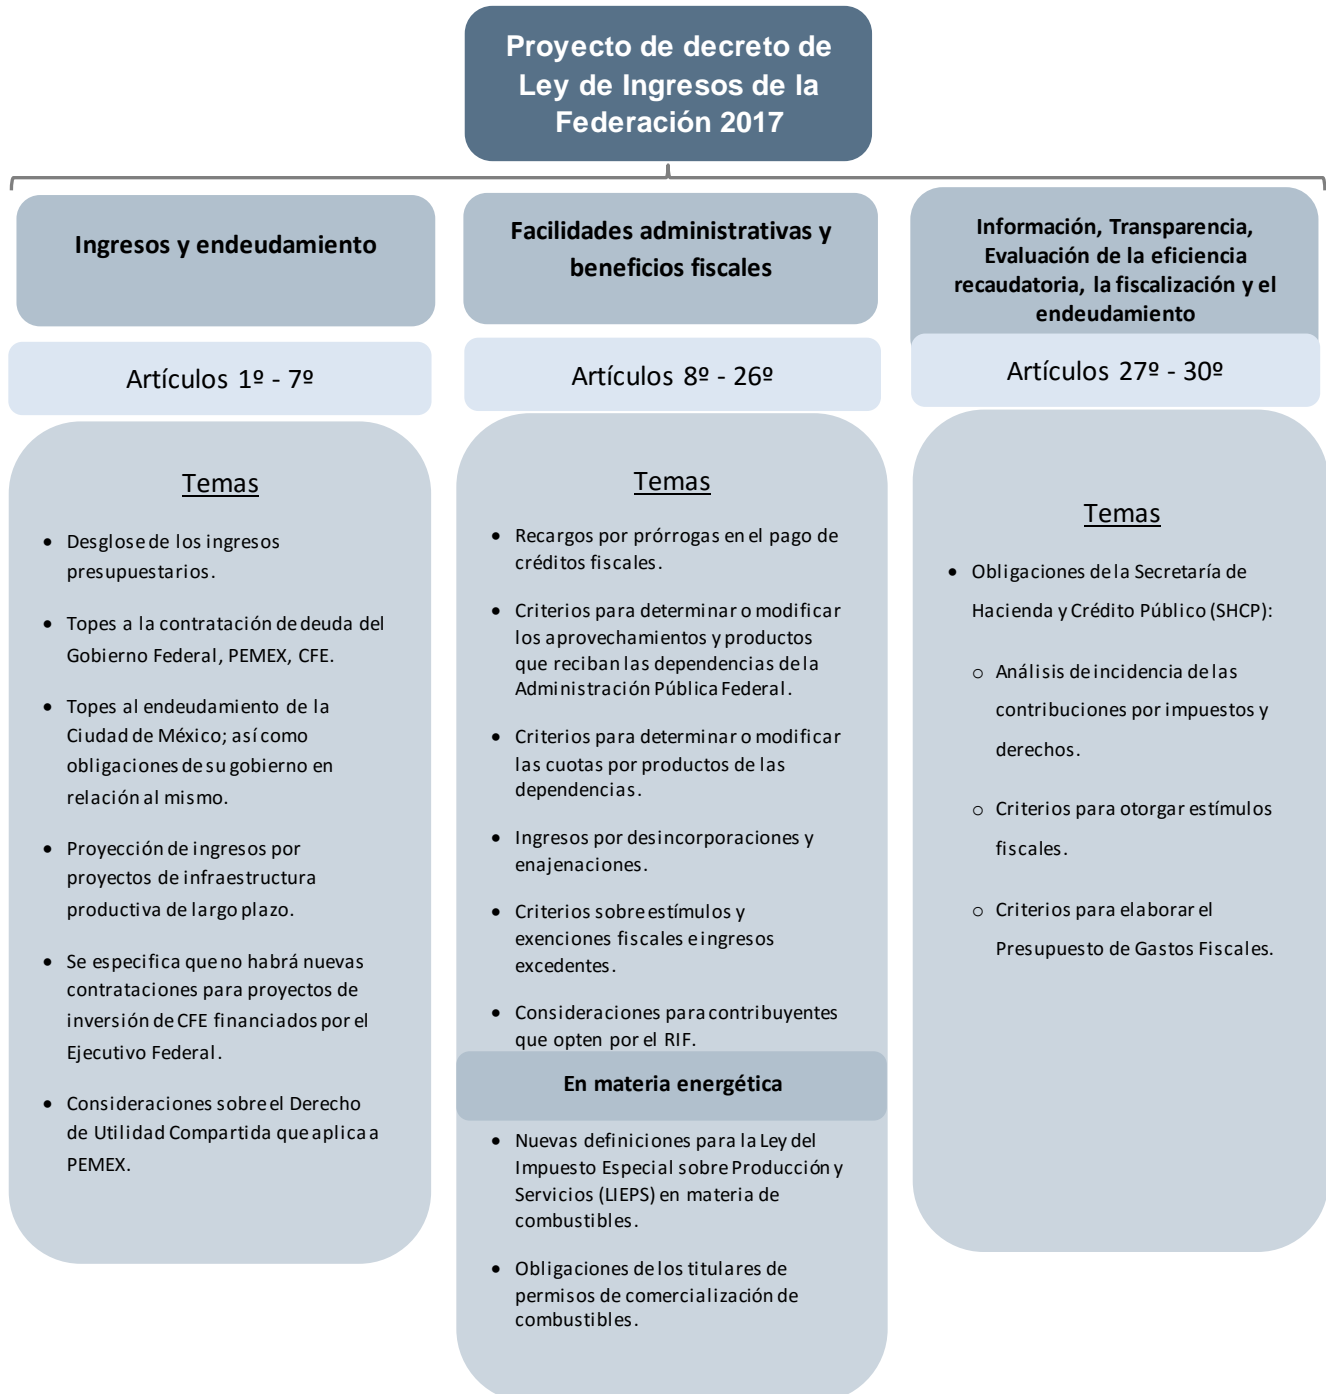 Proyecto de decreto de
Ley de Ingresos de la
Federación 2017
Ingresos y endeudamiento
Artículos 1º - 7º
Temas
• Desglose de los ingresos
presupuestarios.
• Topes a la contratación de deuda del
Gobierno Federal, PEMEX, CFE.
• Topes al endeudamiento de la
Ciudad de México; así como
obligaciones de su gobierno en
relación al mismo.
• Proyección de ingresos por
proyectos de infraestructura
productiva de largo plazo.
• Se especifica que no habrá nuevas
contrataciones para proyectos de
inversión de CFE financiados por el
Ejecutivo Federal.
• Consideraciones sobre el Derecho
de Utilidad Compartida que aplica a
PEMEX.
Facilidades administrativas y
beneficios fiscales
Artículos 8º - 26º
Temas
• Recargos por prórrogas en el pago de
créditos fiscales.
• Criterios para determinar o modificar
los aprovechamientos y productos
que reciban las dependencias de la
Administración Pública Federal.
• Criterios para determinar o modificar
las cuotas por productos de las
dependencias.
• Ingresos por desincorporaciones y
enajenaciones.
• Criterios sobre estímulos y
exenciones fiscales e ingresos
excedentes.
• Consideraciones para contribuyentes
que opten por el RIF.
En materia energética
• Nuevas definiciones para la Ley del
Impuesto Especial sobre Producción y
Servicios (LIEPS) en materia de
combustibles.
• Obligaciones de los titulares de
permisos de comercialización de
combustibles.
Información, Transparencia,
Evaluación de la eficiencia
recaudatoria, la fiscalización y el
endeudamiento
Artículos 27º - 30º
Temas
• Obligaciones de la Secretaría de
Hacienda y Crédito Público (SHCP):
o Análisis de incidencia de las
contribuciones por impuestos y
derechos.
o Criterios para otorgar estímulos
fiscales.
o Criterios para elaborar el
Presupuesto de Gastos Fiscales.